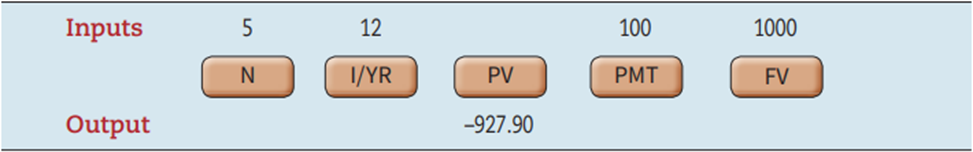 Inputs 5 12 100 1000
N I/YR PV PMT FV
Output –927.90